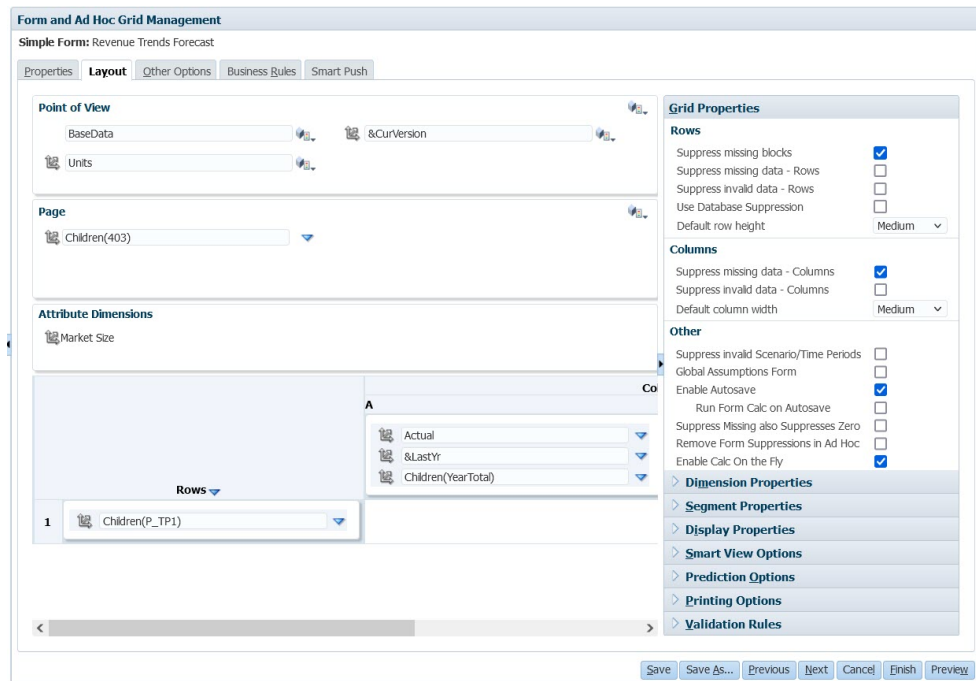 Form and Ad Hoc Grid Management
Simple Form: Revenue Trends Forecast
Properties Layout Other Options Business Rules Smart Push
Point of View
BaseData &CurVersion
Units
Page
Children(403)
Attribute Dimensions
Market Size
Co
A
Actual
&LastYr
Children(YearTotal)
Rows
1 Children(P_TP1)
Grid Properties
Rows
Suppress missing blocks
Suppress missing data - Rows
Suppress invalid data - Rows
Use Database Suppression
Default row height Medium
Columns
Suppress missing data - Columns
Suppress invalid data - Columns
Default column width Medium
Other
Suppress invalid Scenario/Time Periods
Global Assumptions Form
Enable Autosave
Run Form Calc on Autosave
Suppress Missing also Suppresses Zero
Remove Form Suppressions in Ad Hoc
Enable Calc On the Fly
Dimension Properties
Segment Properties
Display Properties
Smart View Options
Prediction Options
Printing Options
Validation Rules
Save Save As... Previous Next Cancel Finish Preview